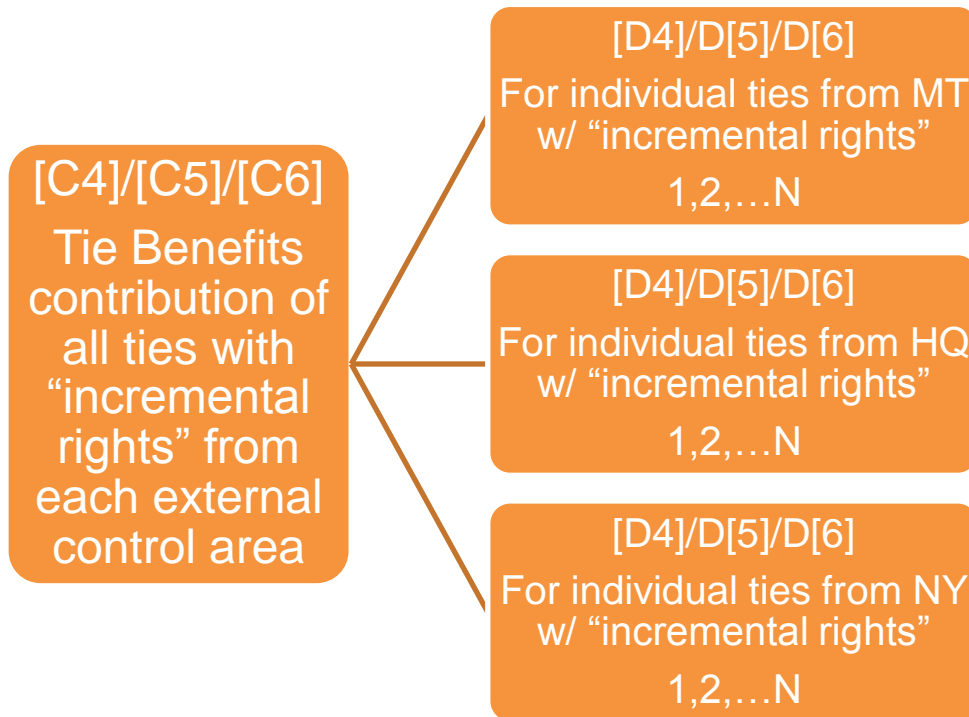 [C4]/[C5]/[C6]
Tie Benefits
contribution of
all ties with
“incremental
rights” from
each external
control area
[D4]/D[5]/D[6]
For individual ties from MT
w/ “incremental rights”
1,2,…N
[D4]/D[5]/D[6]
For individual ties from HQ
w/ “incremental rights”
1,2,…N
[D4]/D[5]/D[6]
For individual ties from NY
w/ “incremental rights”
1,2,…N